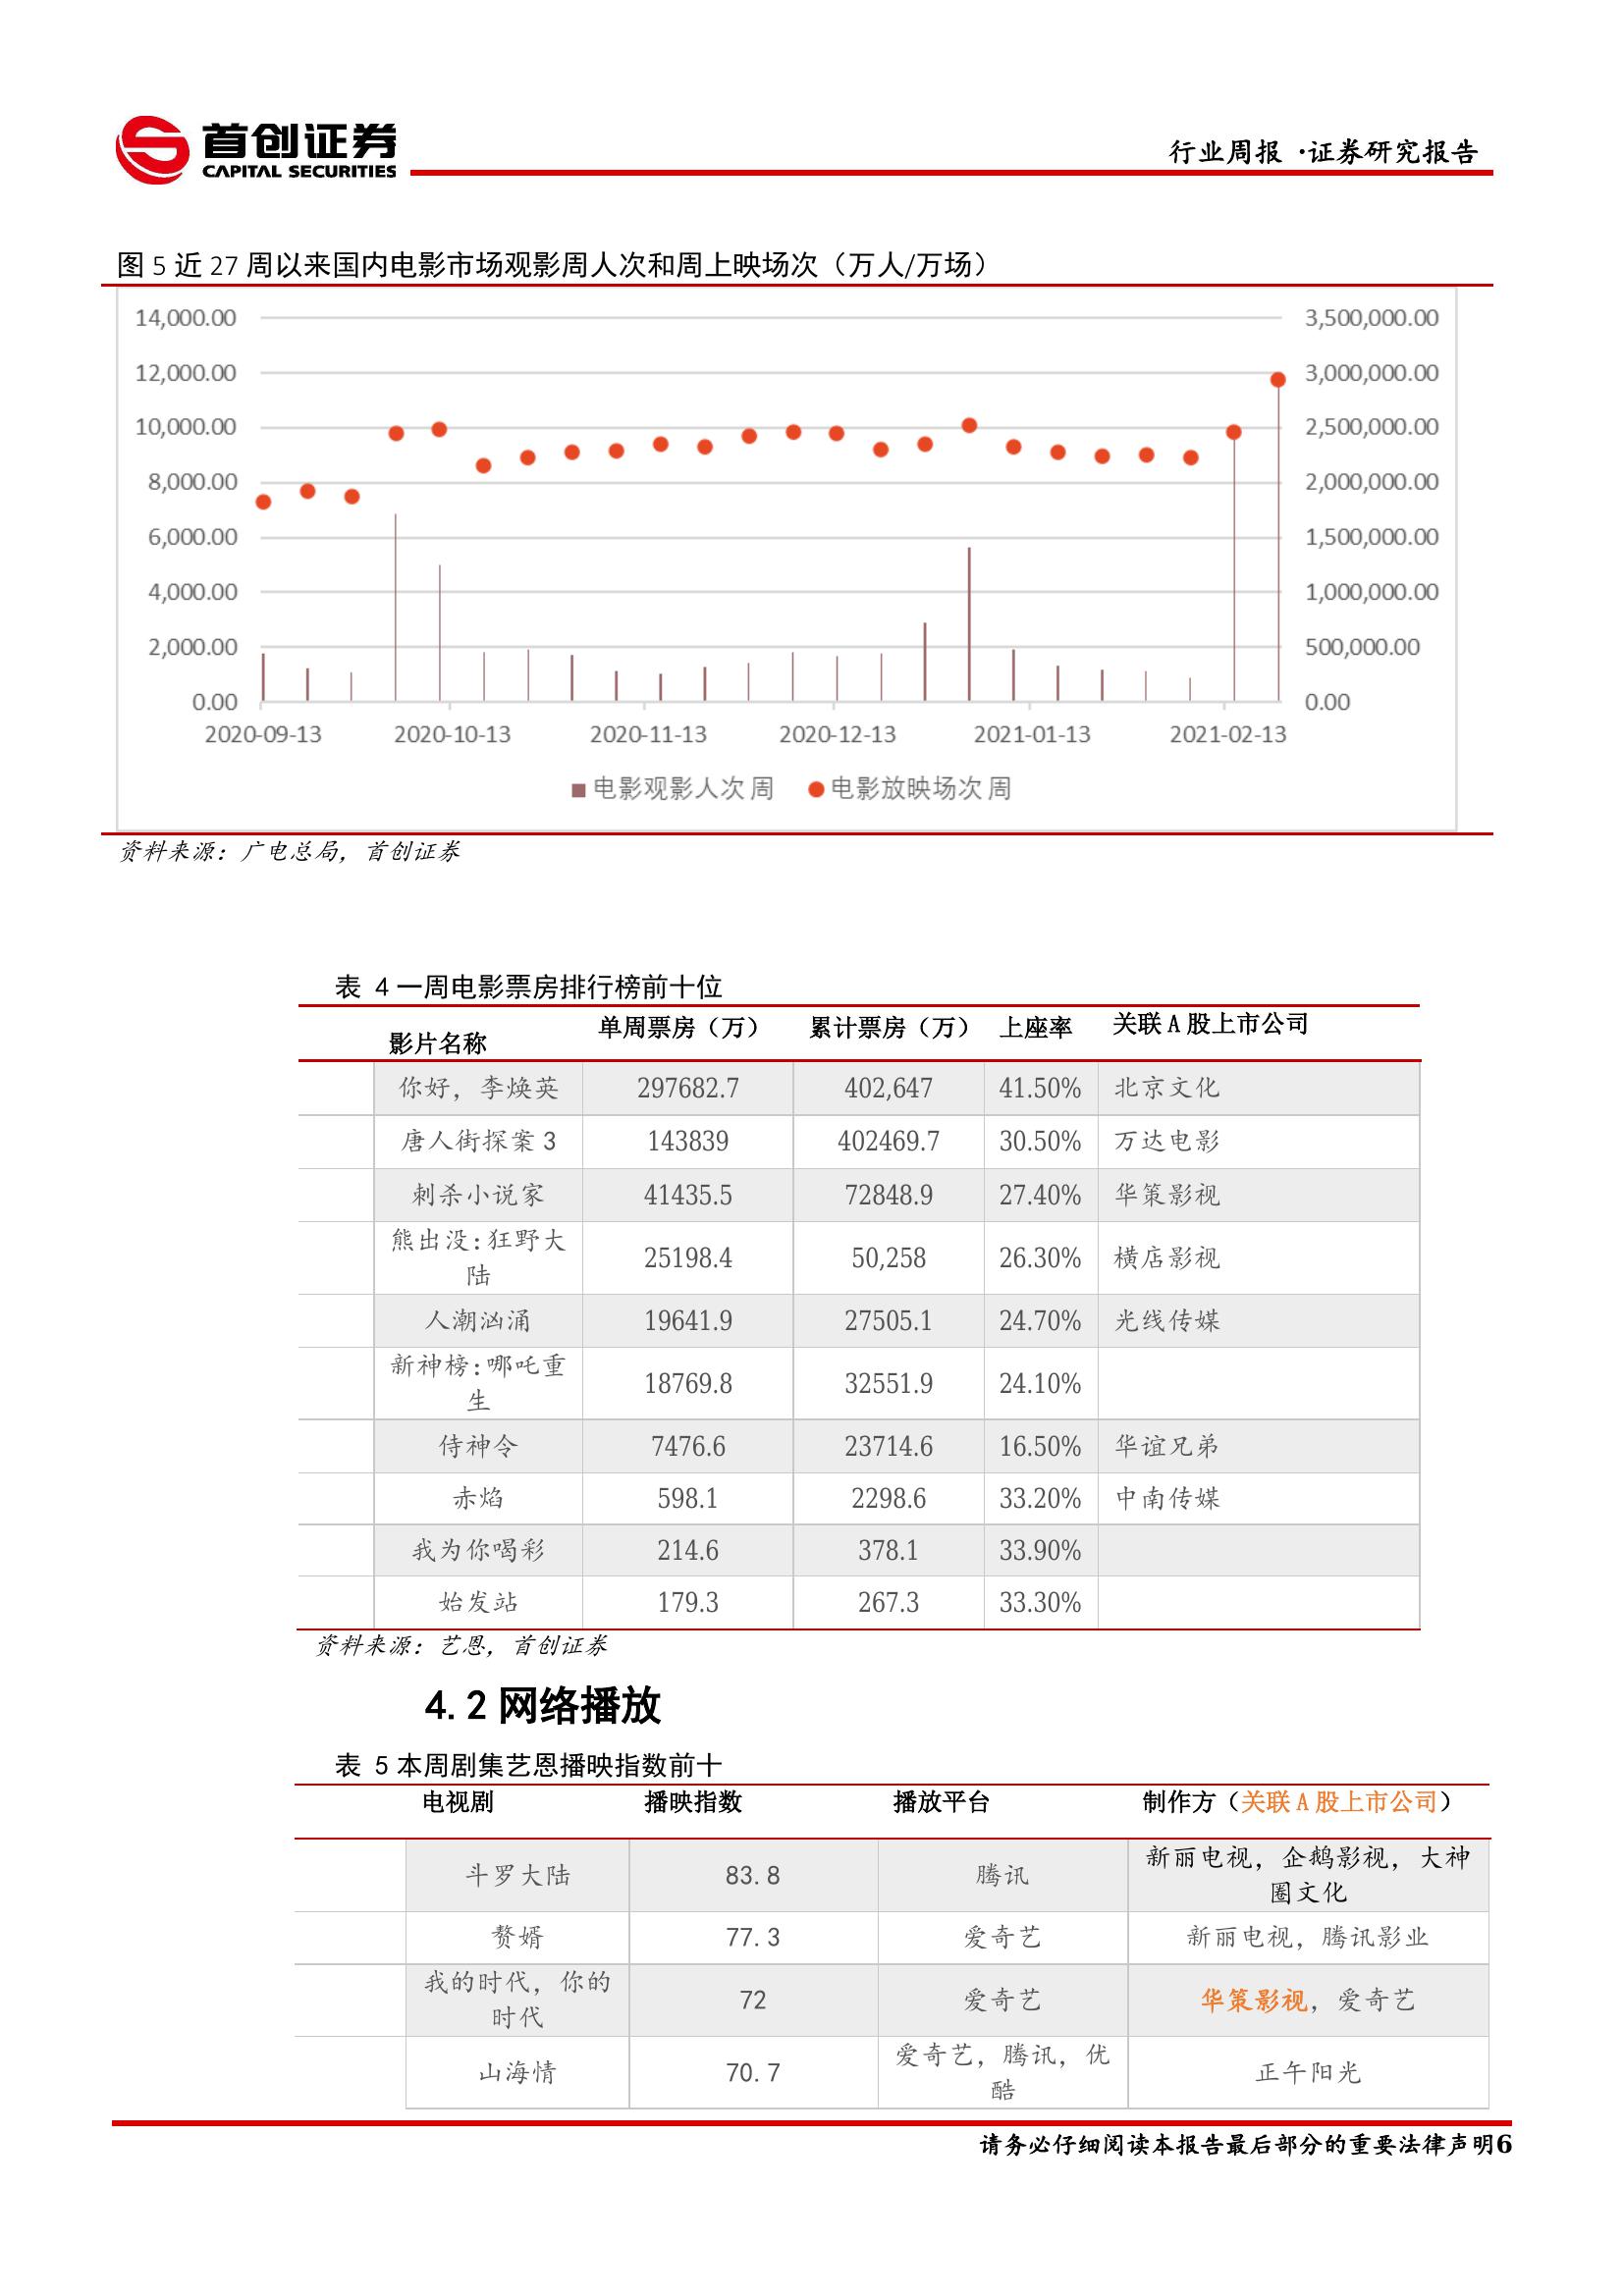 首创证券
CAPITAL SECURITIES
行业周报 ·证券研究报告
图 5 近 27 周以来国内电影市场观影周人次和周上映场次（万人/万场）
14,000.00 3,500,000.00
12,000.00 3,000,000.00
10,000.00 2,500,000.00
8,000.00 2,000,000.00
6,000.00 1,500,000.00
4,000.00 1,000,000.00
2,000.00 500,000.00
0.00 0.00
2020-09-13 2020-10-13 2020-11-13 2020-12-13 2021-01-13 2021-02-13
电影观影人次 周 电影放映场次 周
资料来源：广电总局，首创证券
表 4 一周电影票房排行榜前十位
影片名称 单周票房（万） 累计票房（万） 上座率 关联 A 股上市公司
你好，李焕英 297682.7 402,647 41.50% 北京文化
唐人街探案 3 143839 402469.7 30.50% 万达电影
刺杀小说家 41435.5 72848.9 27.40% 华策影视
熊出没:狂野大
陆 25198.4 50,258 26.30% 横店影视
人潮汹涌 19641.9 27505.1 24.70% 光线传媒
新神榜:哪吒重
生 18769.8 32551.9 24.10%
侍神令 7476.6 23714.6 16.50% 华谊兄弟
赤焰 598.1 2298.6 33.20% 中南传媒
我为你喝彩 214.6 378.1 33.90%
始发站 179.3 267.3 33.30%
资料来源：艺恩，首创证券
4.2 网络播放
表 5 本周剧集艺恩播映指数前十
电视剧 播映指数 播放平台 制作方（关联 A 股上市公司）
斗罗大陆 83.8 腾讯 新丽电视，企鹅影视，大神
圈文化
赘婿 77.3 爱奇艺 新丽电视，腾讯影业
我的时代，你的
时代 72 爱奇艺 华策影视，爱奇艺
山海情 70.7 爱奇艺，腾讯，优
酷 正午阳光
请务必仔细阅读本报告最后部分的重要法律声明6